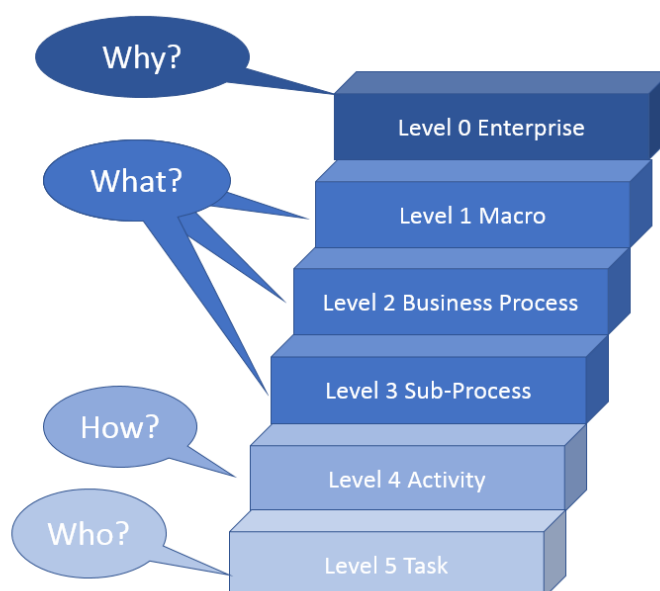 Why?
Level 0 Enterprise
What?
Level 1 Macro
Level 2 Business Process
Level 3 Sub-Process
How?
Level 4 Activity
Who?
Level 5 Task